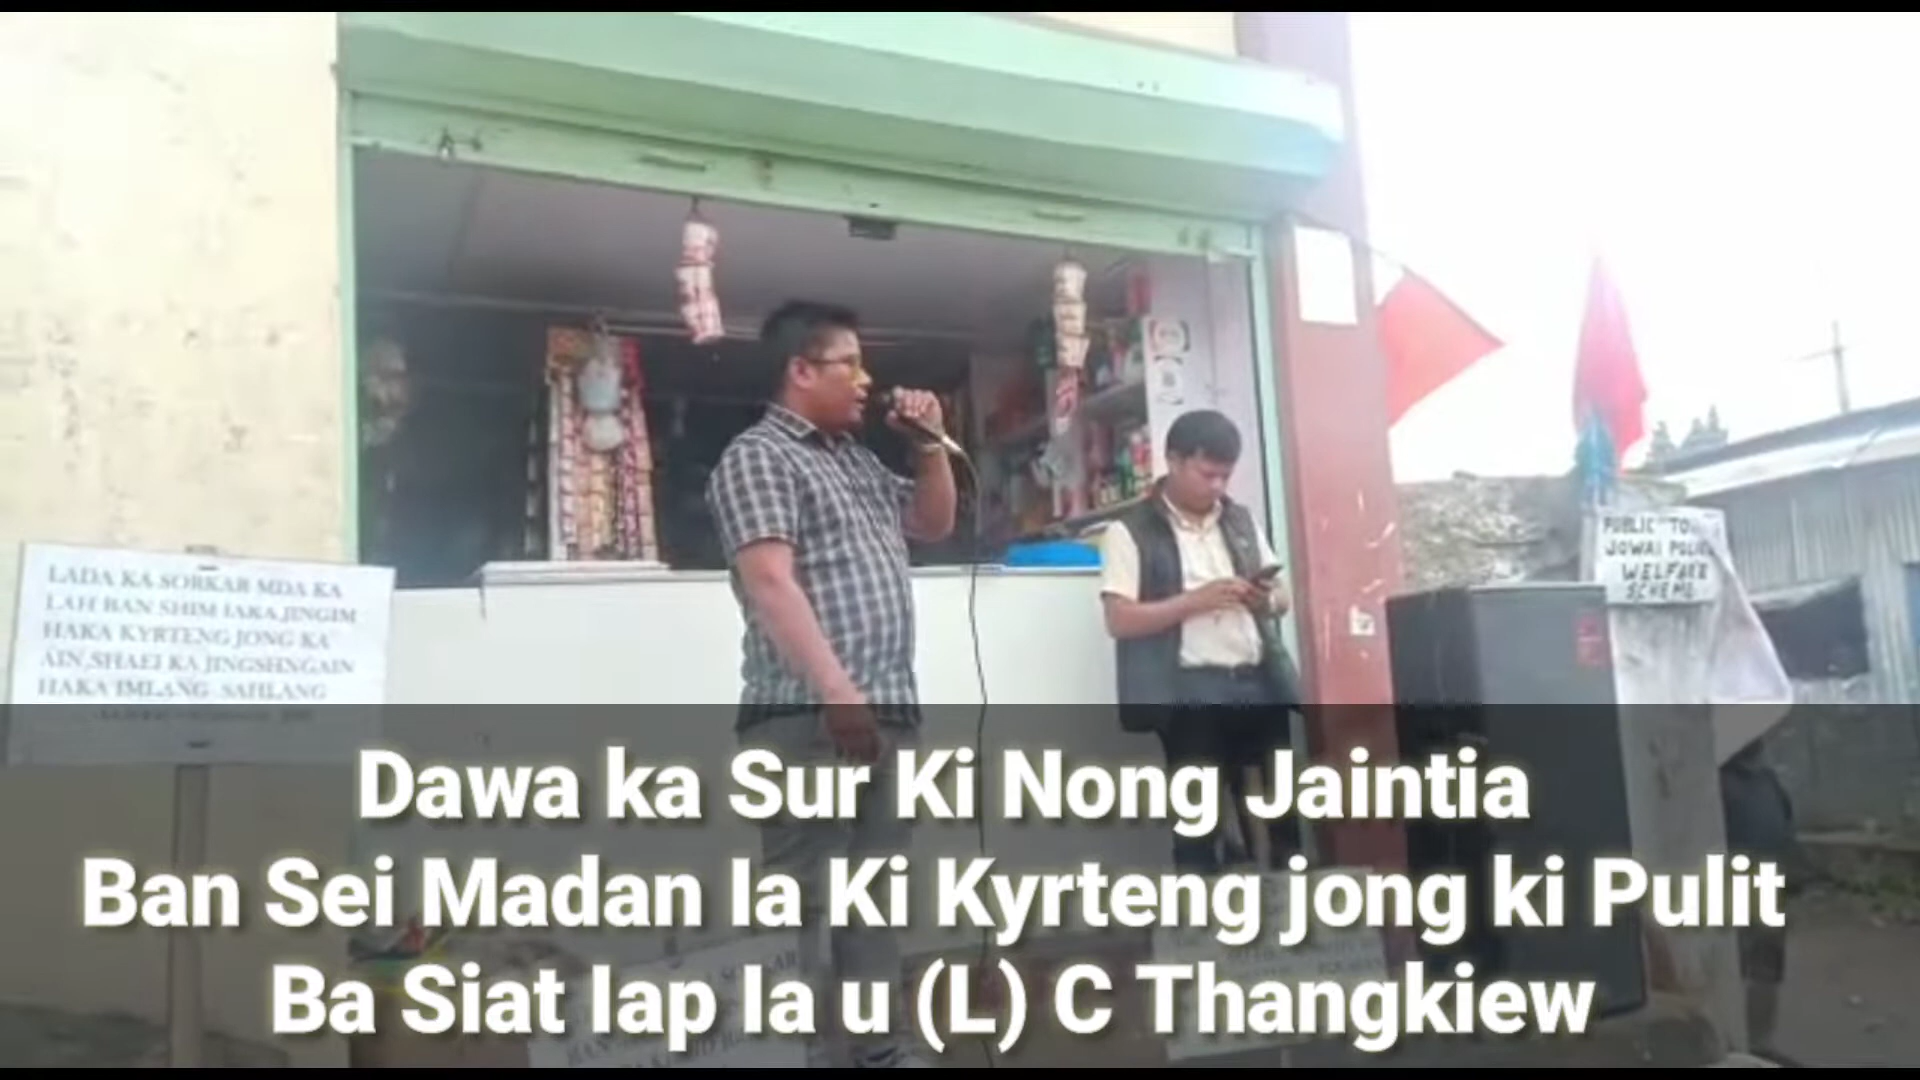 LADA KA SORKAR MDA KA
LAH BAN SHIM IAKA JINGIM
HAKA KYRTENG JONG KA
AIN,SHAEI KA JINGSHNGAIN
HAKA IMLANG SAHLANG
PUBLIC TO
JOWAI POLICE
WELFARE
SCHEME
Dawa ka Sur Ki Nong Jaintia
Ban Sei Madan Ia Ki Kyrteng jong ki Pulit
Ba Siat Iap Ia u (L) C Thangkiew